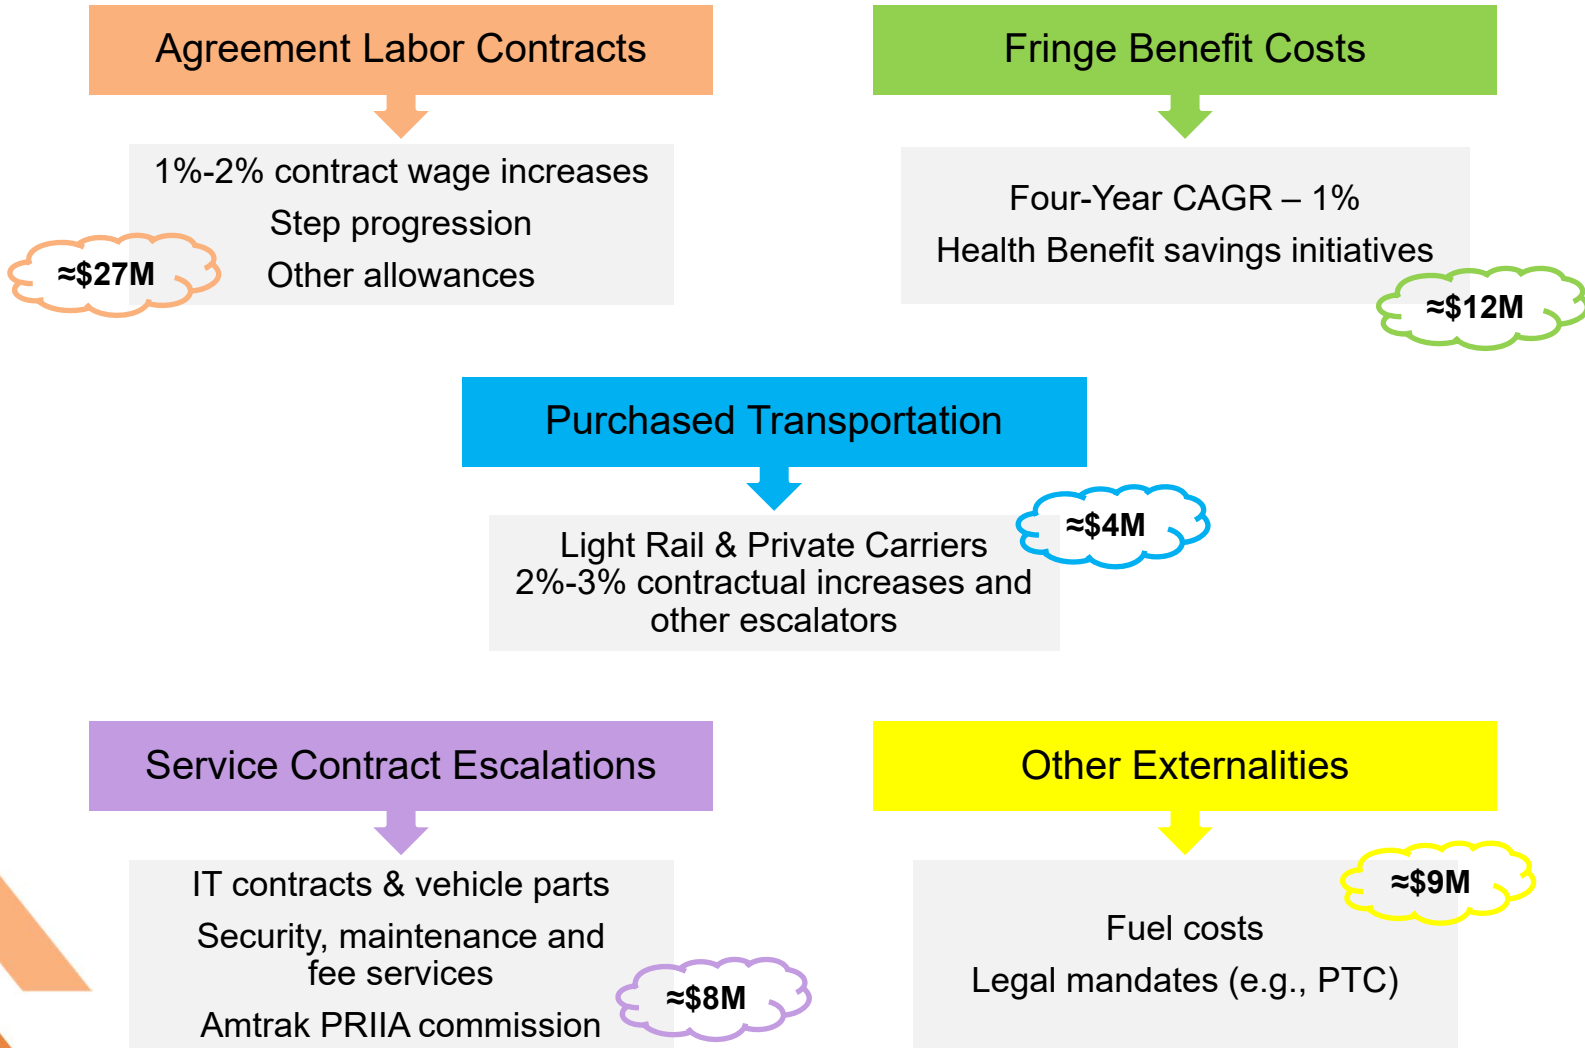 Agreement Labor Contracts
1%-2% contract wage increases
Step progression
Other allowances
≈$27M
Fringe Benefit Costs
Four-Year CAGR – 1%
Health Benefit savings initiatives
≈$12M
Purchased Transportation
≈$4M
Light Rail & Private Carriers
2%-3% contractual increases and
other escalators
Service Contract Escalations
IT contracts & vehicle parts
Security, maintenance and
fee services
Amtrak PRIIA commission
≈$8M
Other Externalities
≈$9M
Fuel costs
Legal mandates (e.g., PTC)